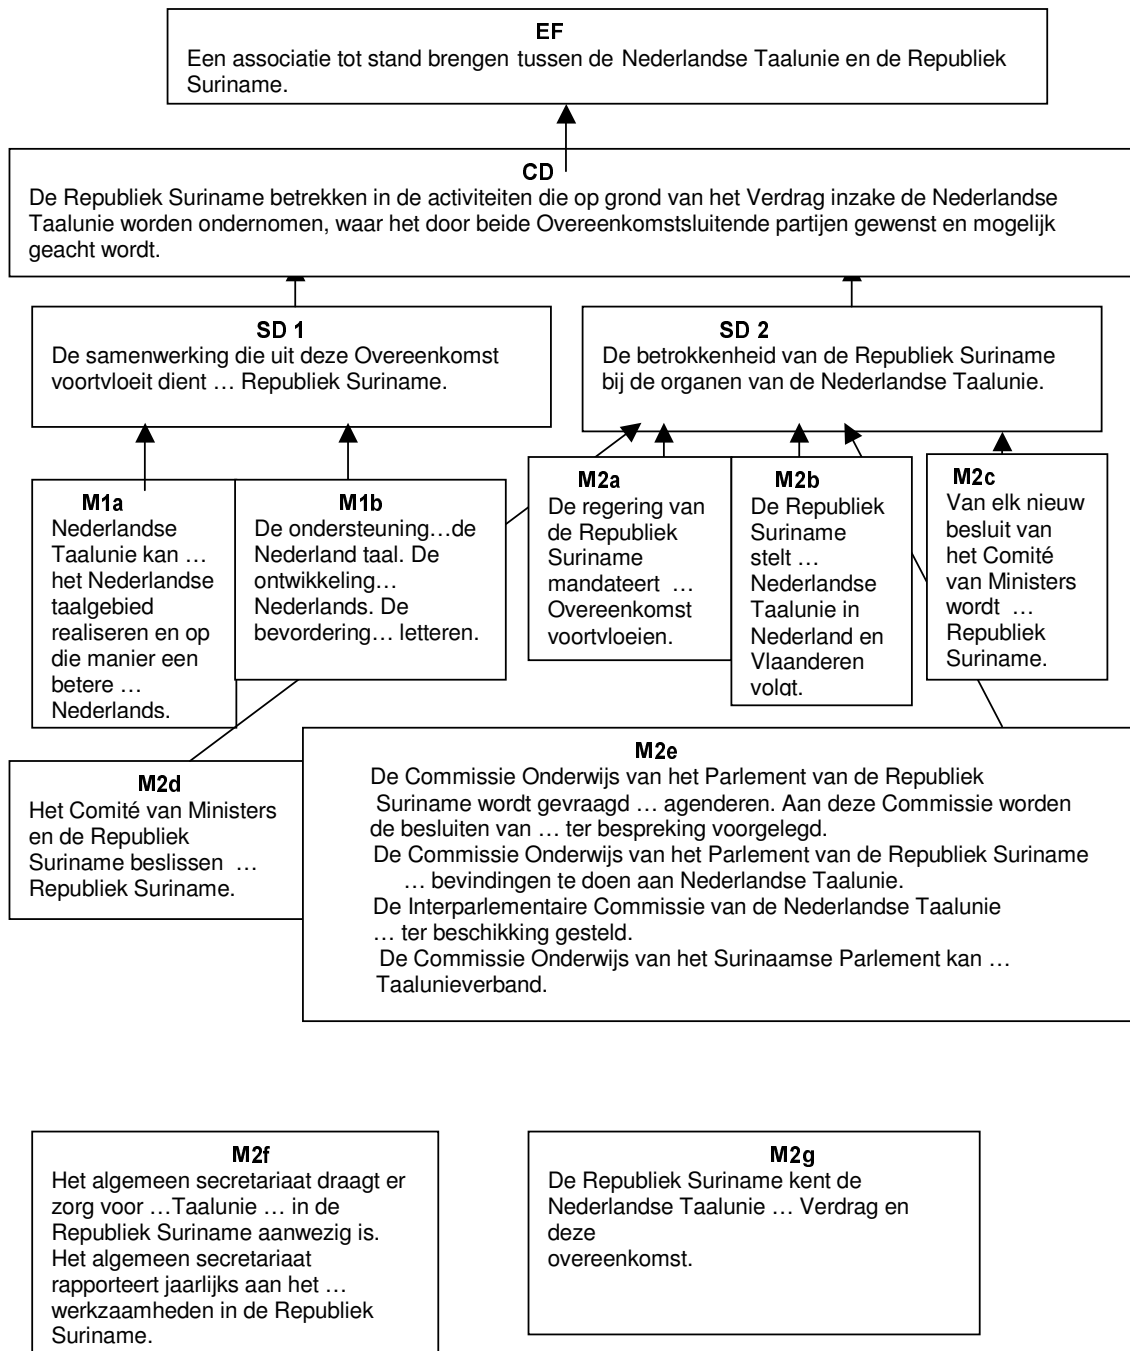 EF
Een associatie tot stand brengen tussen de Nederlandse Taalunie en de Republiek
Suriname.
CD
De Republiek Suriname betrekken in de activiteiten die op grond van het Verdrag inzake de Nederlandse
Taalunie worden ondernomen, waar het door beide Overeenkomstsluitende partijen gewenst en mogelijk
geacht wordt.
SD 1
De samenwerking die uit deze Overeenkomst
voortvloeit dient … Republiek Suriname.
SD 2
De betrokkenheid van de Republiek Suriname
bij de organen van de Nederlandse Taalunie.
M1a
Nederlandse
Taalunie kan …
het Nederlandse
taalgebied
realiseren en op
die manier een
betere …
Nederlands.
M1b
De ondersteuning…de
Nederland taal. De
ontwikkeling…
Nederlands. De
bevordering… letteren.
M2a
De regering van
de Republiek
Suriname
mandateert …
Overeenkomst
voortvloeien.
M2b
De Republiek
Suriname
stelt …
Nederlandse
Taalunie in
Nederland en
Vlaanderen
volgt.
M2c
Van elk nieuw
besluit van
het Comité
van Ministers
wordt …
Republiek
Suriname.
M2d
Het Comité van Ministers
en de Republiek
Suriname beslissen …
Republiek Suriname.
M2e
De Commissie Onderwijs van het Parlement van de Republiek
Suriname wordt gevraagd … agenderen. Aan deze Commissie worden
de besluiten van … ter bespreking voorgelegd.
De Commissie Onderwijs van het Parlement van de Republiek Suriname
… bevindingen te doen aan Nederlandse Taalunie.
De Interparlementaire Commissie van de Nederlandse Taalunie
… ter beschikking gesteld.
De Commissie Onderwijs van het Surinaamse Parlement kan …
Taalunieverband.
M2f
Het algemeen secretariaat draagt er
zorg voor …Taalunie … in de
Republiek Suriname aanwezig is.
Het algemeen secretariaat
rapporteert jaarlijks aan het …
werkzaamheden in de Republiek
Suriname.
M2g
De Republiek Suriname kent de
Nederlandse Taalunie … Verdrag en
deze
overeenkomst.